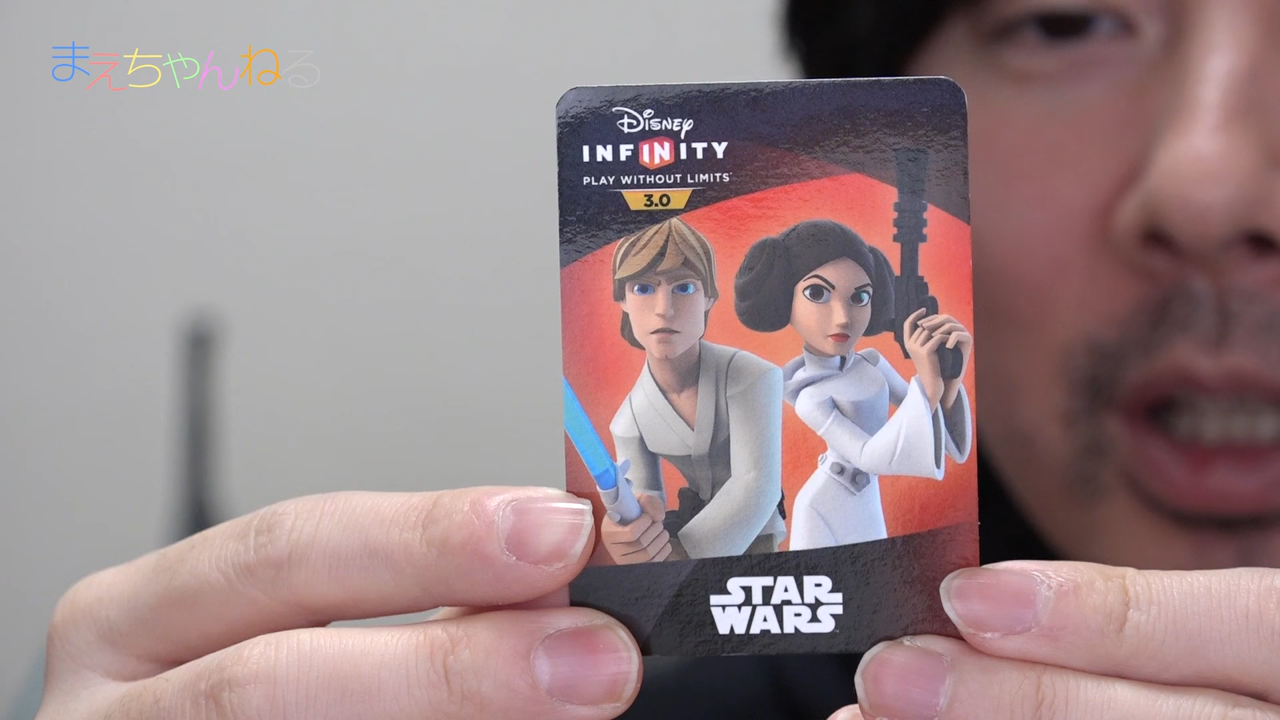 まえちゃんねる
Disney
INFINITY
PLAY WITHOUT LIMITS
3.0
STAR
WARS